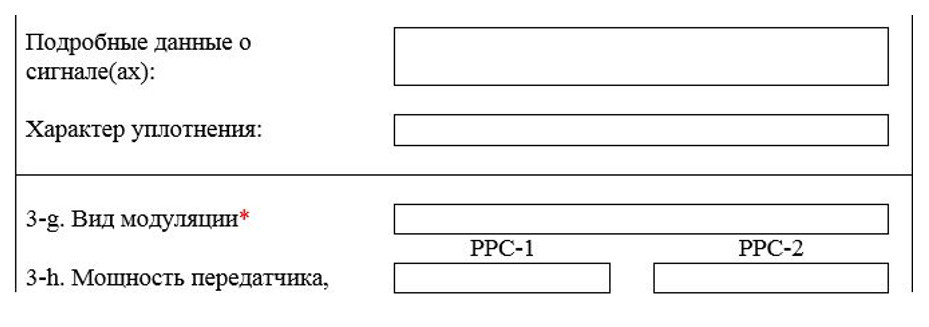 Подробные данные о
сигнале(ах):
Характер уплотнения:
3-g. Вид модуляции*
РРС-1 РРС-2
3-h. Мощность передатчика,